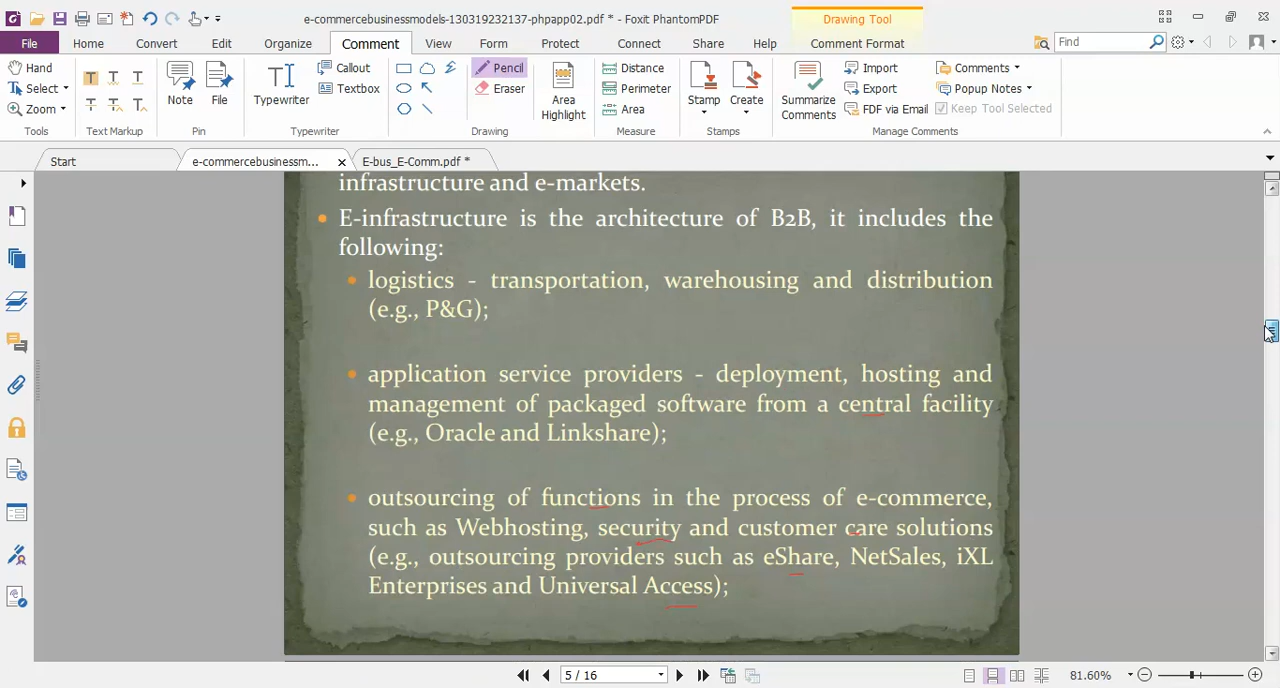 e-commercebusinessmodels-130319232137-phpapp02.pdf * - Foxit PhantomPDF
Drawing Tool
File Home Convert Edit Organize Comment View Form Protect Connect Share Help Comment Format Find
Hand Callout Pencil Distance Import Comments
Select Textbox Eraser Perimeter Export Popup Notes
Zoom Note File Typewriter Area Highlight Area Stamp Create Summarize Comments FDF via Email Keep Tool Selected
Tools Text Markup Pin Typewriter Drawing Measure Stamps Manage Comments
Start e-commercebusinessm... E-bus_E-Comm.pdf *
infrastructure and e-markets.
E-infrastructure is the architecture of B2B, it includes the
following:
logistics - transportation, warehousing and distribution
(e.g., P&G);
application service providers - deployment, hosting and
management of packaged software from a central facility
(e.g., Oracle and Linkshare);
outsourcing of functions in the process of e-commerce,
such as Webhosting, security and customer care solutions
(e.g., outsourcing providers such as eShare, NetSales, iXL
Enterprises and Universal Access);
5 / 16 81.60%